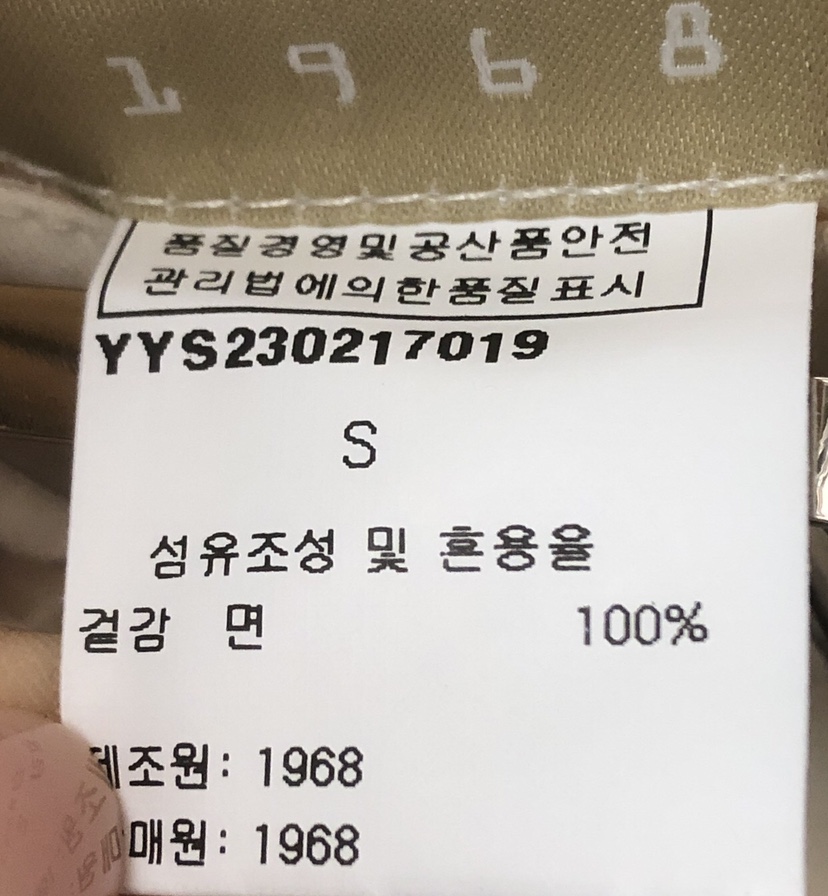 1968
품질경영및공산품안전
관리법에의한품질표시
YYS230217019
S
섬유조성 및 혼용율
겉감 면 100%
제조원: 1968
매원: 1968